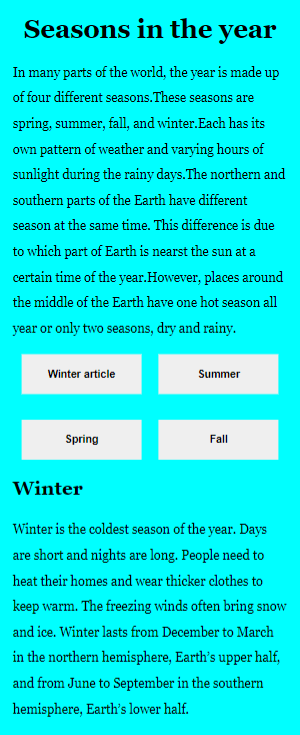 Seasons in the year
In many parts of the world, the year is made up
of four different seasons.These seasons are
spring, summer, fall, and winter.Each has its
own pattern of weather and varying hours of
sunlight during the rainy days.The northern and
southern parts of the Earth have different
season at the same time. This difference is due
to which part of Earth is nearst the sun at a
certain time of the year.However, places around
the middle of the Earth have one hot season all
year or only two seasons, dry and rainy.
Winter article
Summer
Spring
Fall
Winter
Winter is the coldest season of the year. Days
are short and nights are long. People need to
heat their homes and wear thicker clothes to
keep warm. The freezing winds often bring snow
and ice. Winter lasts from December to March
in the northern hemisphere, Earth's upper half,
and from June to September in the southern
hemisphere, Earth's lower half.